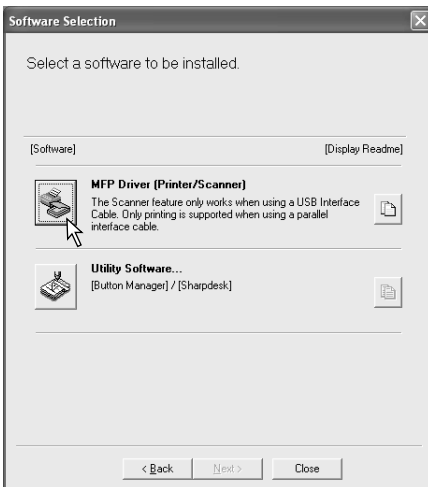 Software Selection
Select a software to be installed.
[Software] [Display Readme]
MFP Driver (Printer/Scanner)
The Scanner feature only works when using a USB Interface
Cable. Only printing is supported when using a parallel
interface cable.
Utility Software...
[Button Manager] / [Sharpdesk]
< Back Next > Close